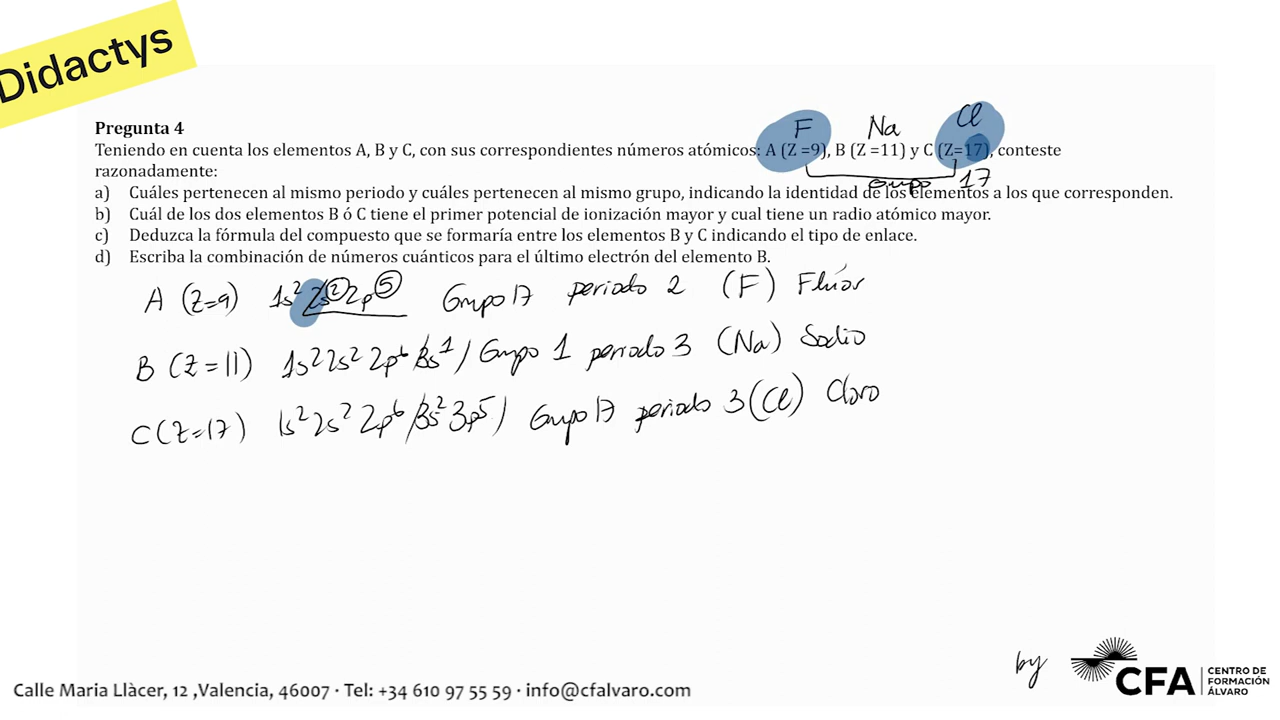 Didactys
F Na Cl
Pregunta 4
Teniendo en cuenta los elementos A, B y C, con sus correspondientes números atómicos: A (Z =9), B (Z =11) y C (Z=17), conteste
razonadamente:
grupo 17
a) Cuáles pertenecen al mismo periodo y cuáles pertenecen al mismo grupo, indicando la identidad de los elementos a los que corresponden.
b) Cuál de los dos elementos B ó C tiene el primer potencial de ionización mayor y cual tiene un radio atómico mayor.
c) Deduzca la fórmula del compuesto que se formaría entre los elementos B y C indicando el tipo de enlace.
d) Escriba la combinación de números cuánticos para el último electrón del elemento B.
A (Z=9) 1s² 2s² 2p⁵ Grupo 17 periodo 2 (F) Flúor
B (Z=11) 1s² 2s² 2p⁶ /3s¹/ Grupo 1 periodo 3 (Na) Sodio
C (Z=17) 1s² 2s² 2p⁶ /3s² 3p⁵/ Grupo 17 periodo 3 (Cl) Cloro
by
CFA CENTRO DE
FORMACIÓN
ÁLVARO
Calle Maria Llàcer, 12 ,Valencia, 46007 · Tel: +34 610 97 55 59 · info@cfalvaro.com